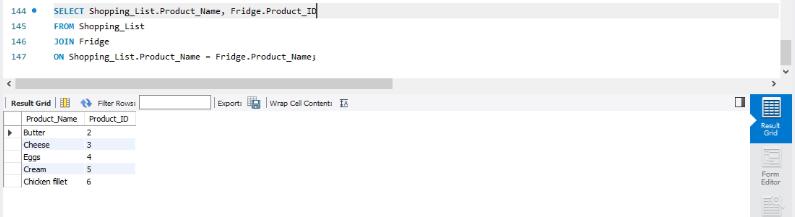 144 SELECT Shopping_List.Product_Name, Fridge.Product_ID
145 FROM Shopping_List
146 JOIN Fridge
147 ON Shopping_List.Product_Name = Fridge.Product_Name;
Result Grid Filter Rows: Export: Wrap Cell Content: IA
Product_Name Product_ID
Butter 2
Cheese 3
Eggs 4
Cream 5
Chicken fillet 6
Result
Grid
Form
Editor